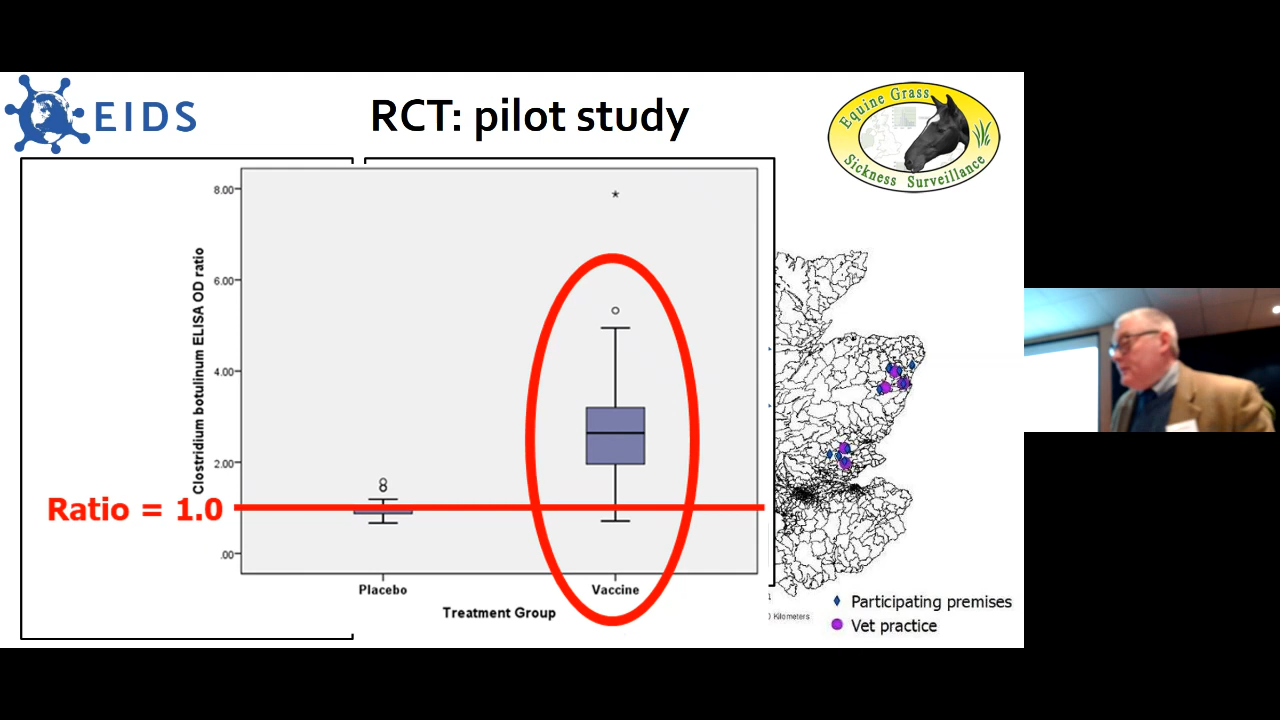 EIDS
RCT: pilot study
Equine Grass
Sickness Surveillance
Clostridium botulinum ELISA OD ratio
8.00
6.00
4.00
2.00
.00
Ratio = 1.0
Placebo
Vaccine
Treatment Group
Kilometers
Participating premises
Vet practice